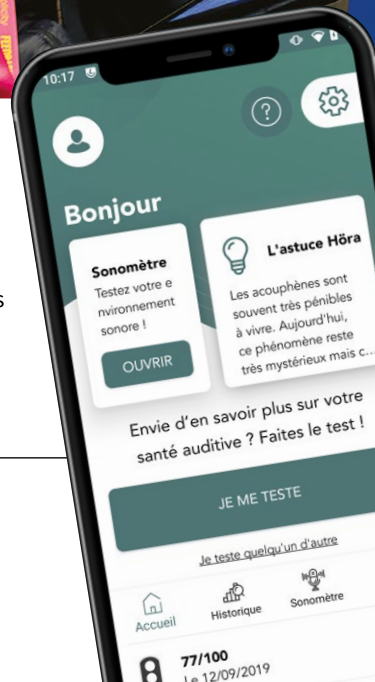 10:17
Bonjour
Sonomètre
Testez votre e
nvironnement
sonore !
OUVRIR
L'astuce Höra
Les acouphènes sont
souvent très pénibles
à vivre. Aujourd'hui,
ce phénomène reste
très mystérieux mais c...
Envie d'en savoir plus sur votre
santé auditive ? Faites le test !
JE ME TESTE
Je teste quelqu'un d'autre
Accueil
Historique
Sonomètre
77/100
Le 12/09/2019